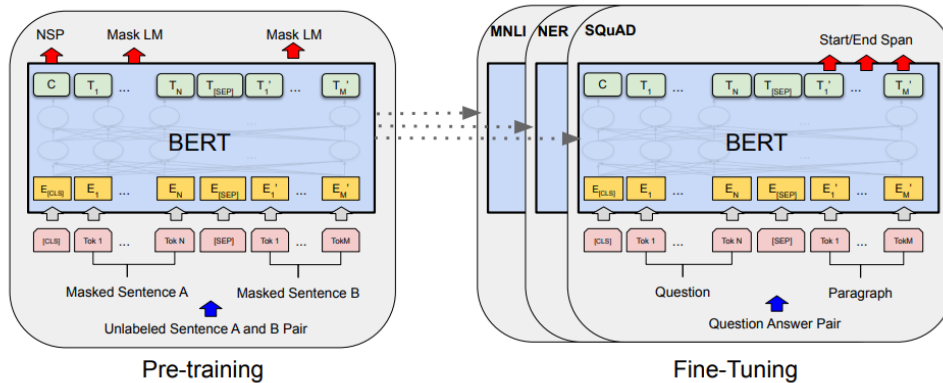 NSP Mask LM Mask LM
C T1 ... TN T[SEP] T1' ... TM'
BERT
E[CLS] E1 ... EN E[SEP] E1' ... EM'
[CLS] Tok 1 ... Tok N [SEP] Tok 1 ... TokM
Masked Sentence A Masked Sentence B
Unlabeled Sentence A and B Pair
Pre-training
MNLI NER SQuAD
Start/End Span
C T1 ... TN T[SEP] T1' ... TM'
BERT
E[CLS] E1 ... EN E[SEP] E1' ... EM'
[CLS] Tok 1 ... Tok N [SEP] Tok 1 ... TokM
Question Paragraph
Question Answer Pair
Fine-Tuning